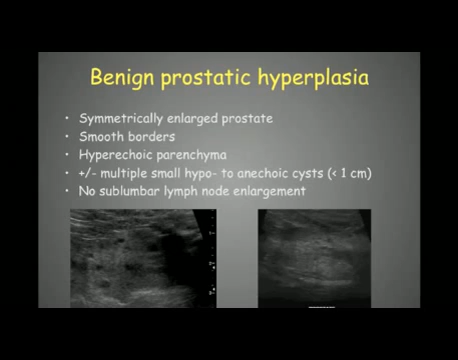 Benign prostatic hyperplasia
• Symmetrically enlarged prostate
• Smooth borders
• Hyperechoic parenchyma
• +/- multiple small hypo- to anechoic cysts (< 1 cm)
• No sublumbar lymph node enlargement